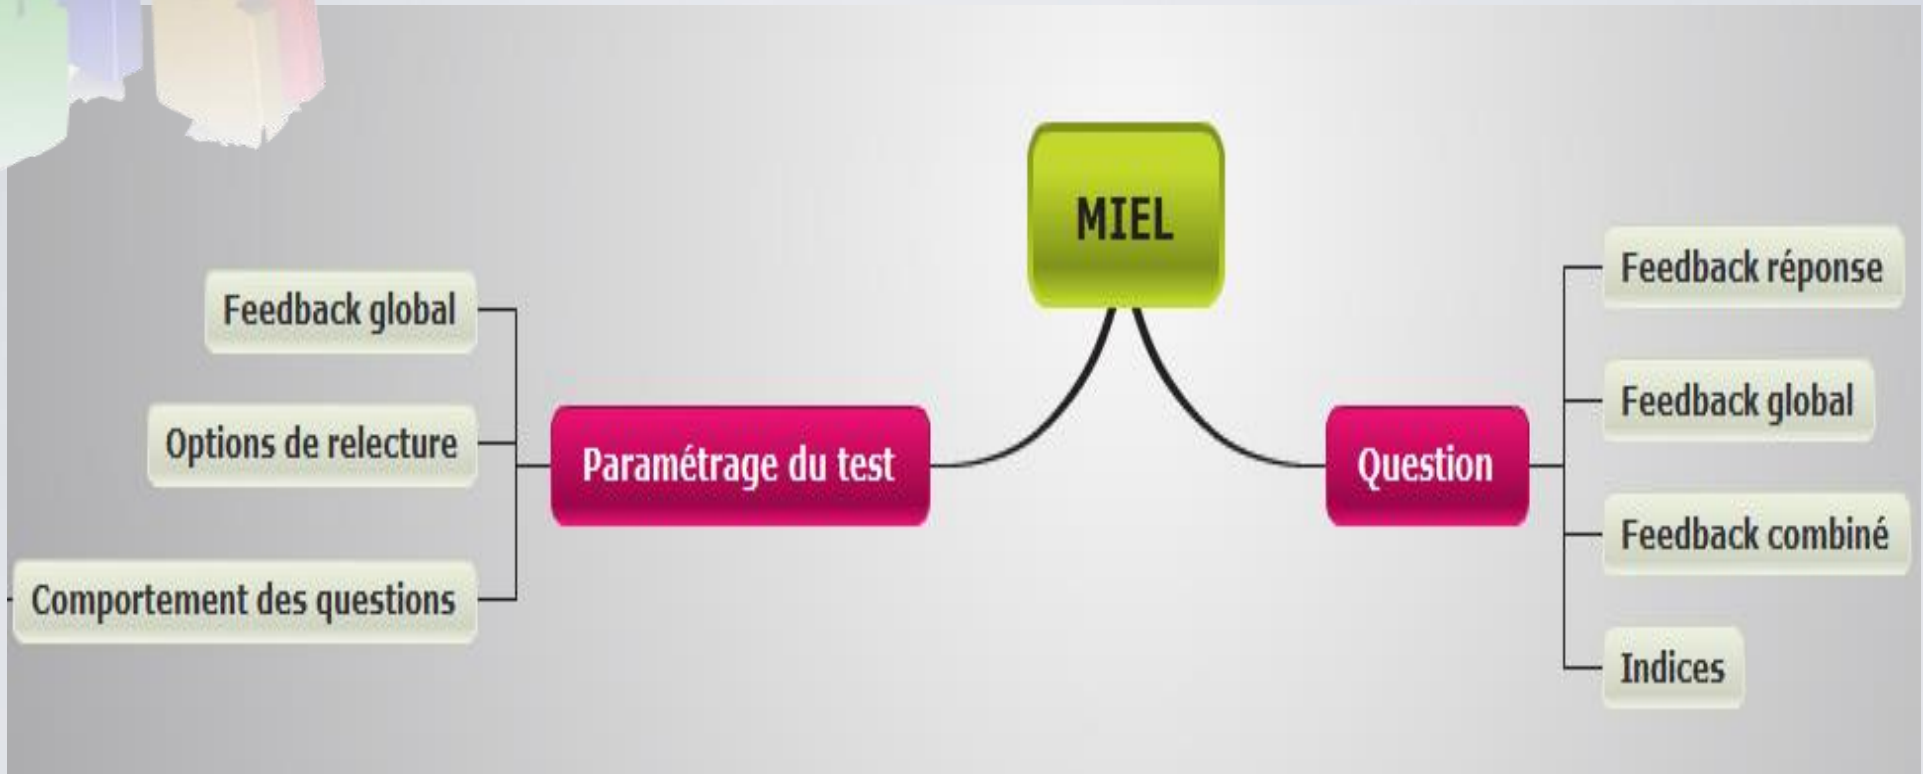 MIEL
Paramétrage du test
Feedback global
Options de relecture
Comportement des questions
Question
Feedback réponse
Feedback global
Feedback combiné
Indices